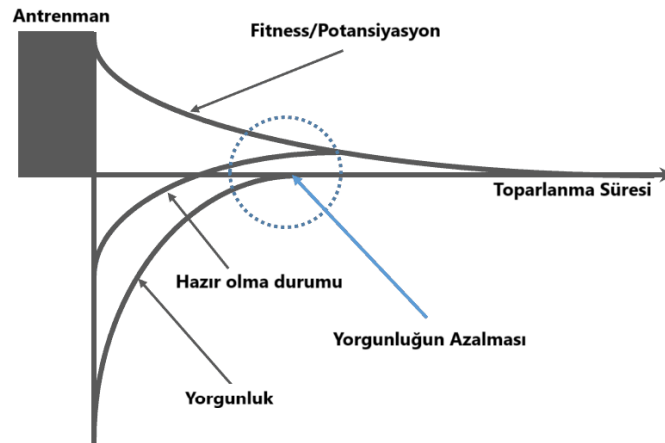 Antrenman
Fitness/Potansiyasyon
Toparlanma Süresi
Hazır olma durumu
Yorgunluğun Azalması
Yorgunluk